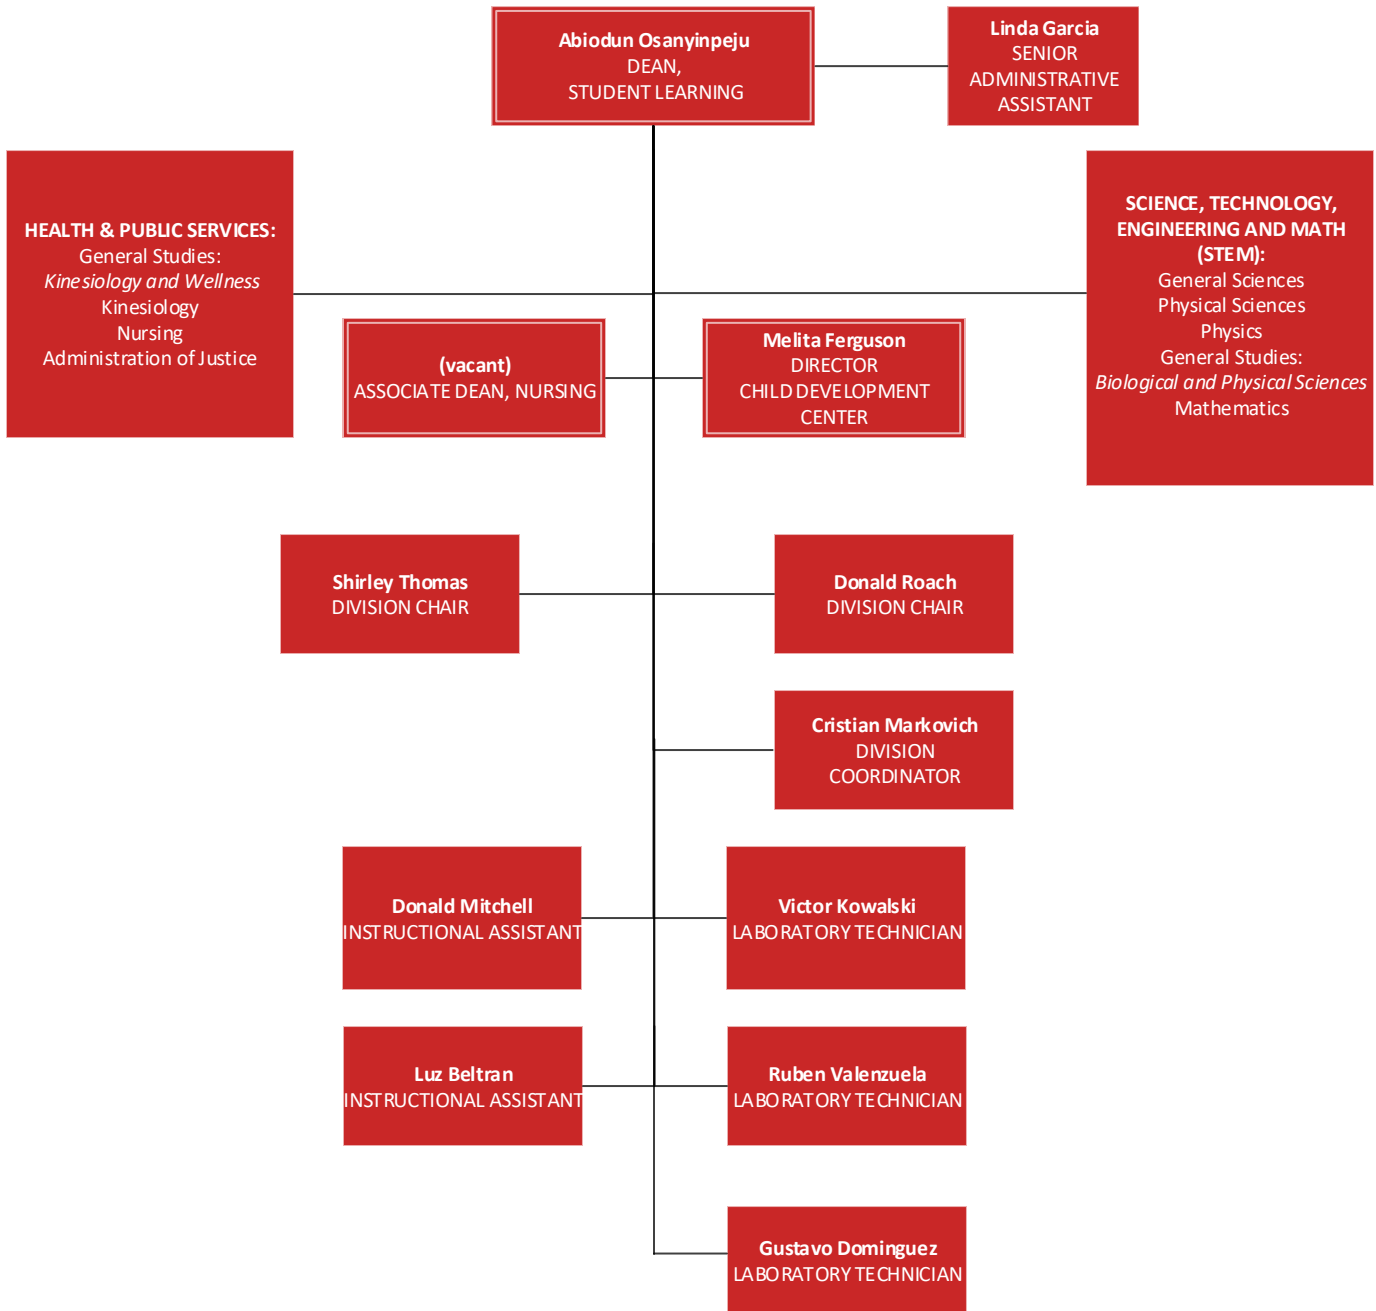 Abiodun Osanyinpeju
DEAN,
STUDENT LEARNING
Linda Garcia
SENIOR
ADMINISTRATIVE
ASSISTANT
HEALTH & PUBLIC SERVICES:
General Studies:
Kinesiology and Wellness
Kinesiology
Nursing
Administration of Justice
SCIENCE, TECHNOLOGY,
ENGINEERING AND MATH
(STEM):
General Sciences
Physical Sciences
Physics
General Studies:
Biological and Physical Sciences
Mathematics
(vacant)
ASSOCIATE DEAN, NURSING
Melita Ferguson
DIRECTOR
CHILD DEVELOPMENT
CENTER
Shirley Thomas
DIVISION CHAIR
Donald Roach
DIVISION CHAIR
Cristian Markovich
DIVISION
COORDINATOR
Donald Mitchell
INSTRUCTIONAL ASSISTANT
Victor Kowalski
LABORATORY TECHNICIAN
Luz Beltran
INSTRUCTIONAL ASSISTANT
Ruben Valenzuela
LABORATORY TECHNICIAN
Gustavo Dominguez
LABORATORY TECHNICIAN